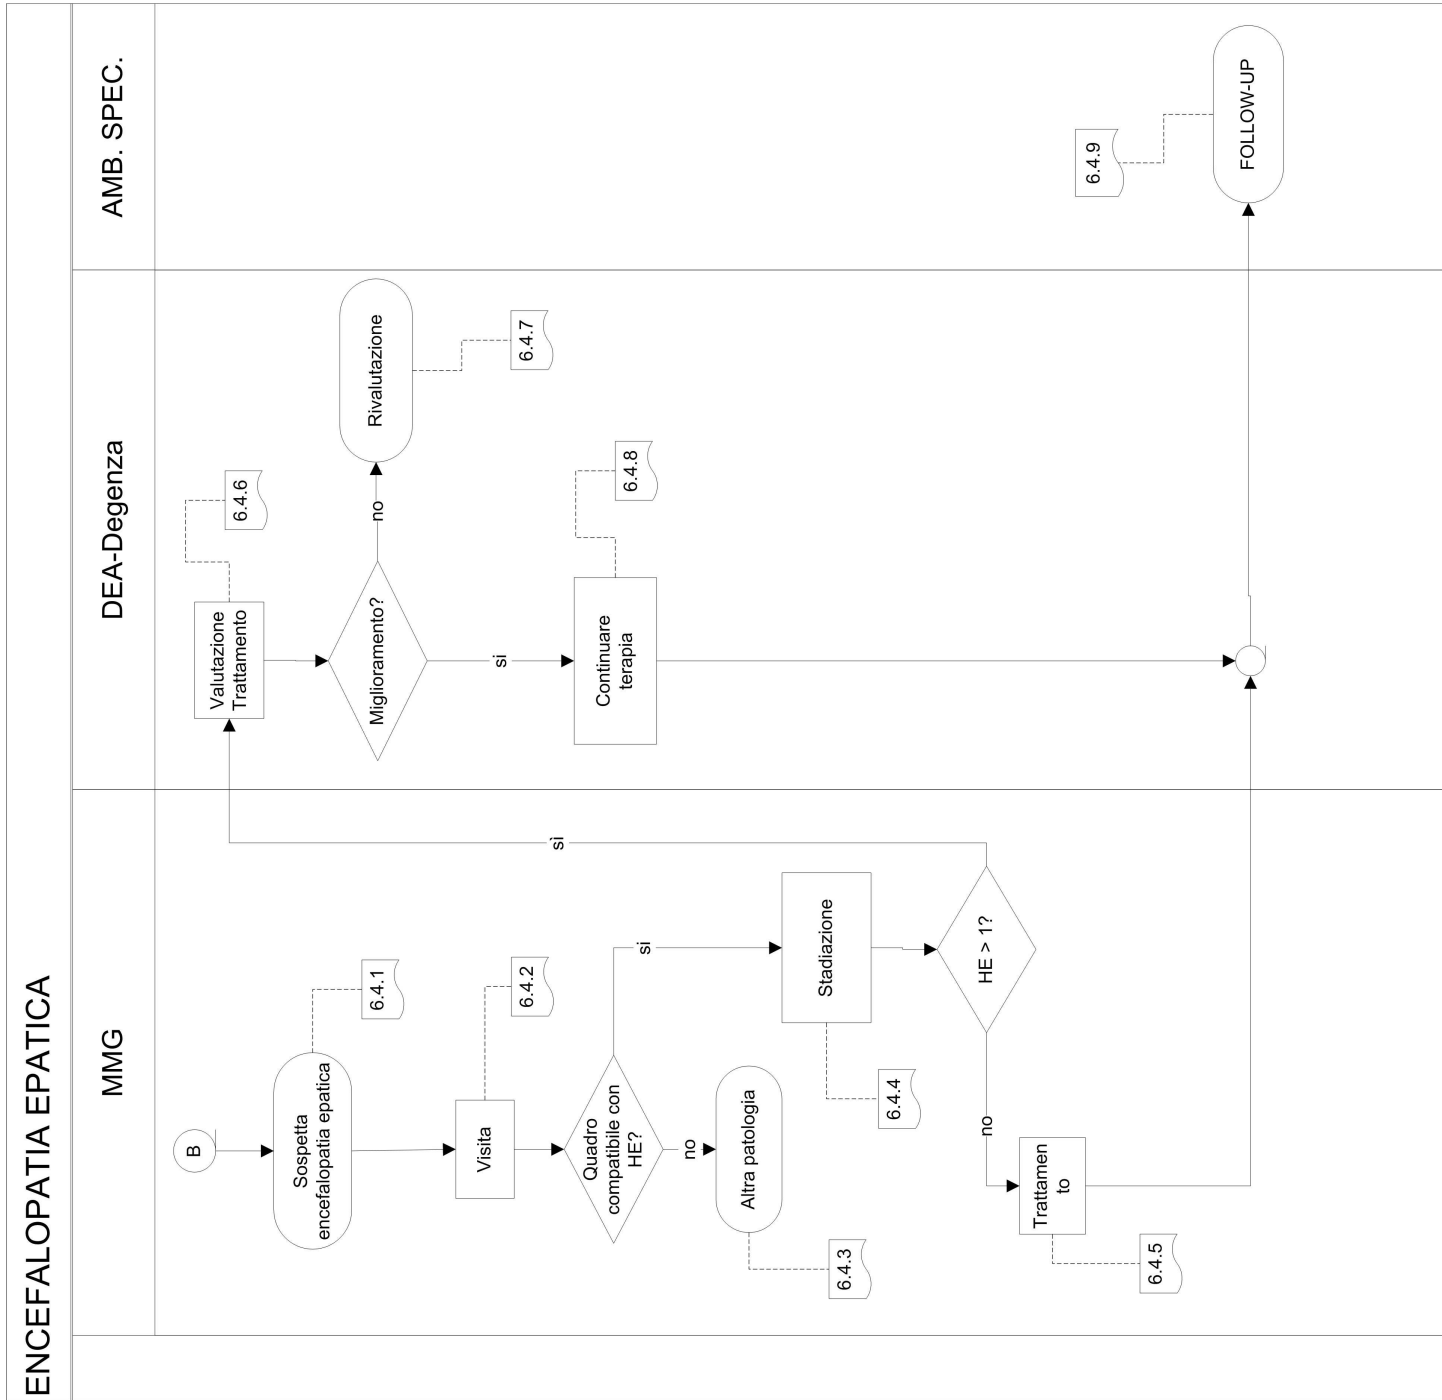 ENCEFALOPATIA EPATICA
MMG
DEA-Degenza
AMB. SPEC.
B
Sospetta
encefalopatia epatica
6.4.1
Visita
6.4.2
Quadro
compatibile con
HE?
no
si
Altra patologia
6.4.3
Stadiazione
6.4.4
HE > 1?
no
sì
Trattamen
to
6.4.5
Valutazione
Trattamento
6.4.6
Miglioramento?
no
si
Rivalutazione
6.4.7
Continuare
terapia
6.4.8
FOLLOW-UP
6.4.9